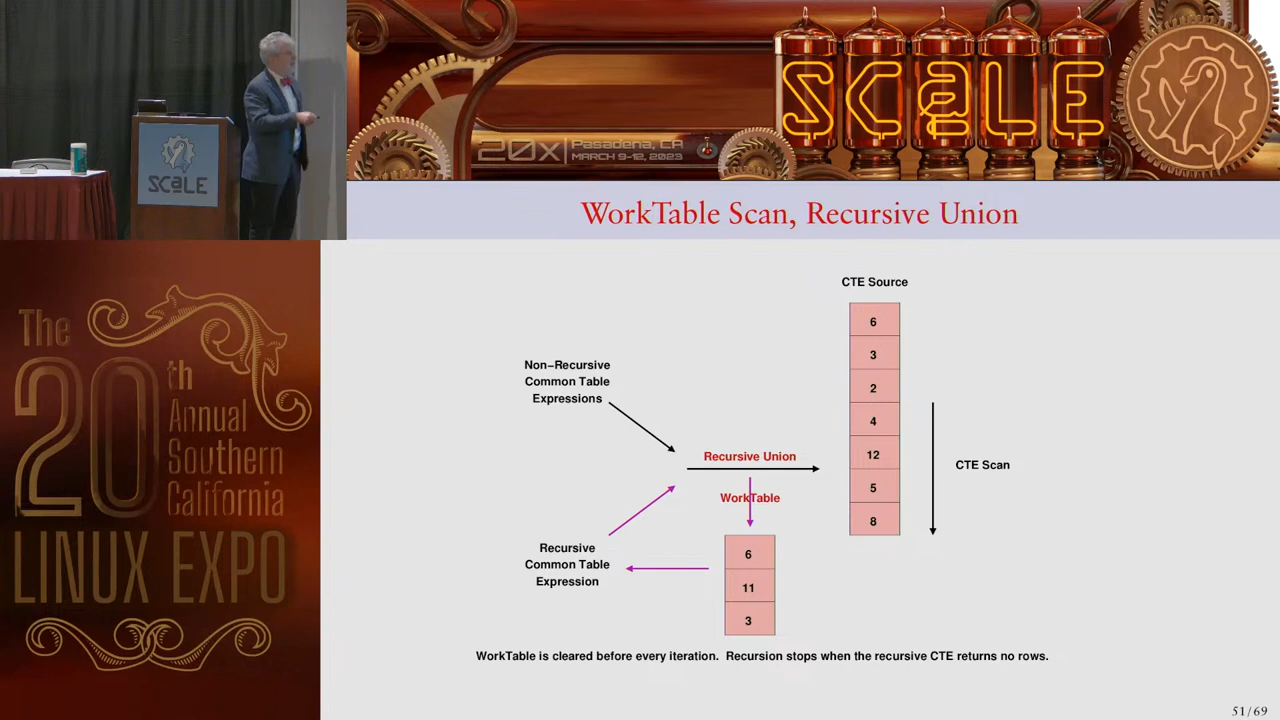 SCALE
20x
Pasadena, CA
MARCH 9-12, 2023
SCALE
WorkTable Scan, Recursive Union
The
20th
Annual
Southern
California
LINUX EXPO
CTE Source
6
3
2
4
12
5
8
CTE Scan
Non–Recursive
Common Table
Expressions
Recursive Union
WorkTable
Recursive
Common Table
Expression
6
11
3
WorkTable is cleared before every iteration. Recursion stops when the recursive CTE returns no rows.
51/69